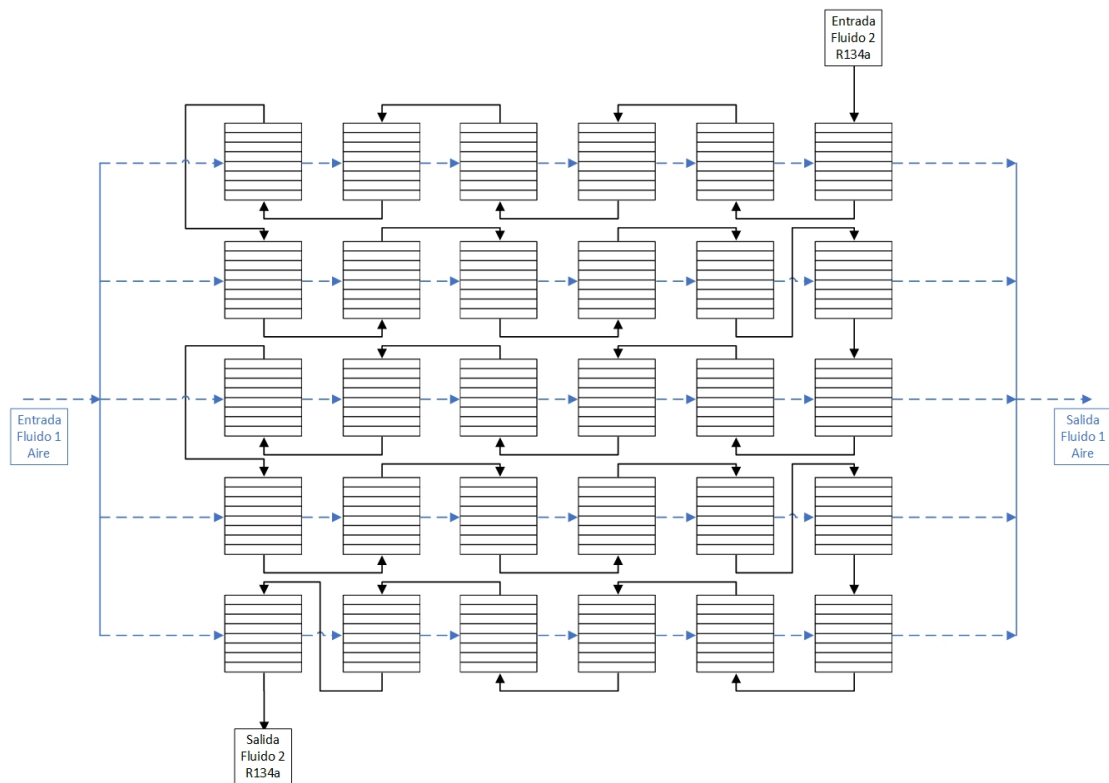 Entrada
Fluido 2
R134a
Entrada
Fluido 1
Aire
Salida
Fluido 1
Aire
Salida
Fluido 2
R134a